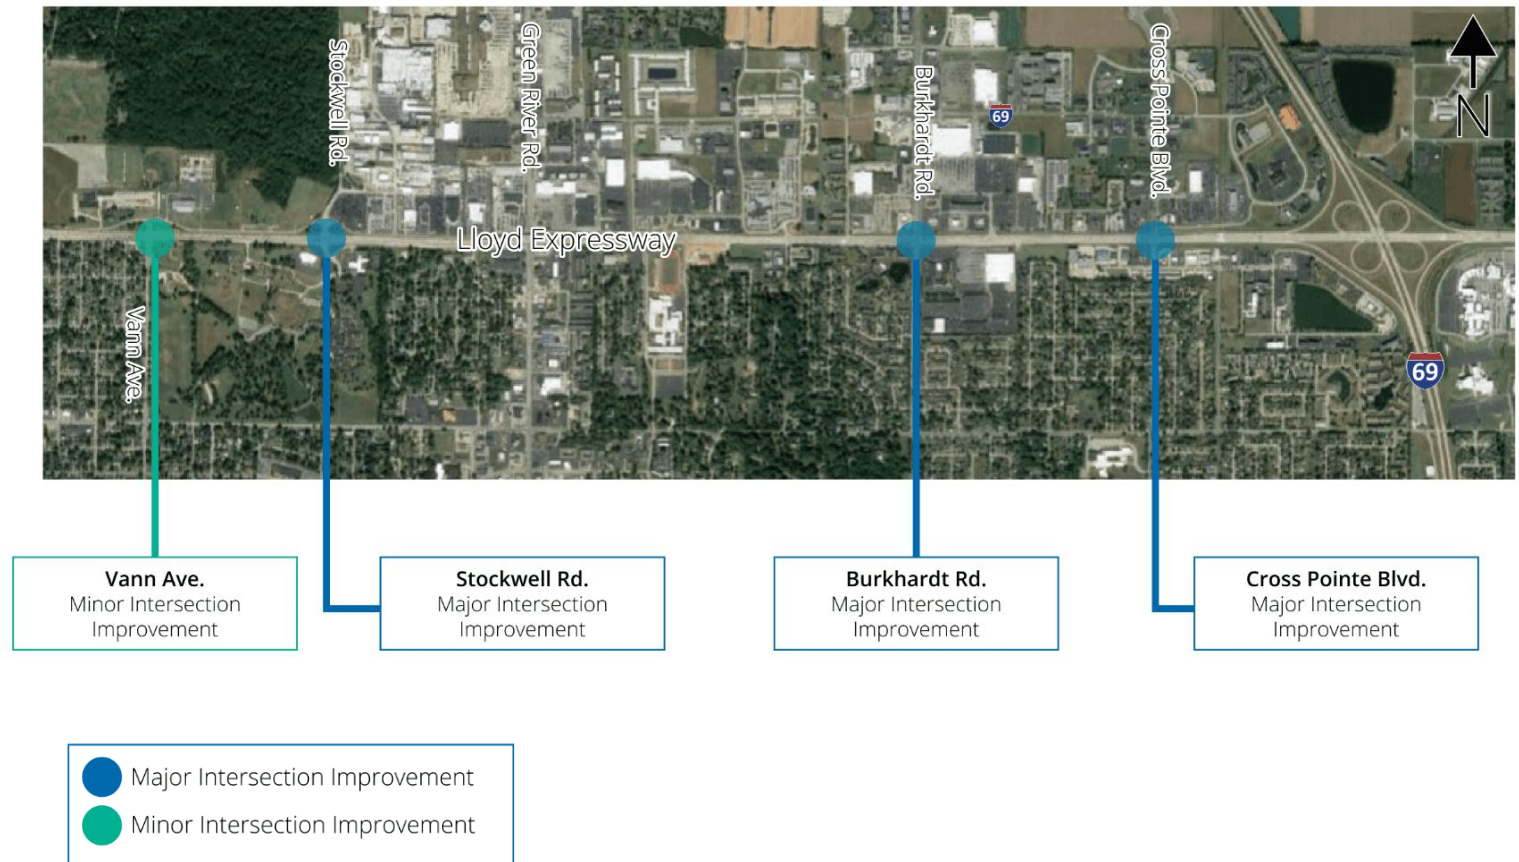 Stockwell Rd.
Green River Rd.
Burkhardt Rd.
69
Cross Pointe Blvd.
N
Lloyd Expressway
Vann Ave.
69
Vann Ave.
Minor Intersection
Improvement
Stockwell Rd.
Major Intersection
Improvement
Burkhardt Rd.
Major Intersection
Improvement
Cross Pointe Blvd.
Major Intersection
Improvement
Major Intersection Improvement
Minor Intersection Improvement